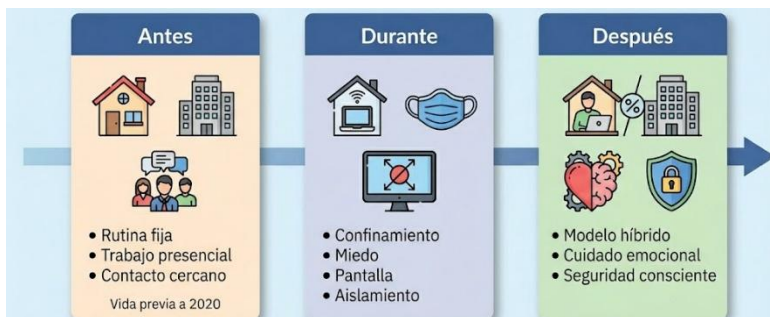 Antes
• Rutina fija
• Trabajo presencial
• Contacto cercano
Vida previa a 2020
Durante
• Confinamiento
• Miedo
• Pantalla
• Aislamiento
Después
%
• Modelo híbrido
• Cuidado emocional
• Seguridad consciente